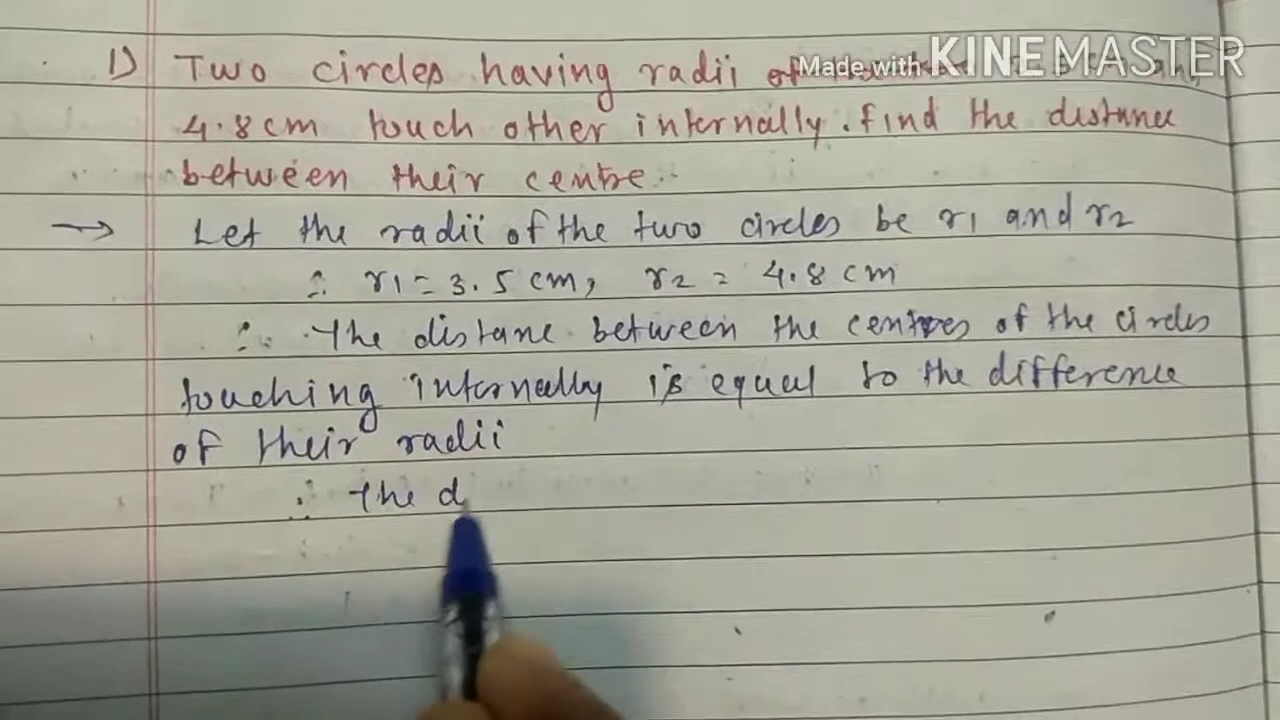 1) Two circles having radii of
Made with KINEMASTER
4.8 cm touch other internally. find the distance
between their centre.
→ Let the radii of the two circles be r1 and r2
∴ r1 = 3.5 cm, r2 = 4.8 cm
∴ The distane between the centres of the circles
touching internally is equal to the difference
of their radii
∴ The d